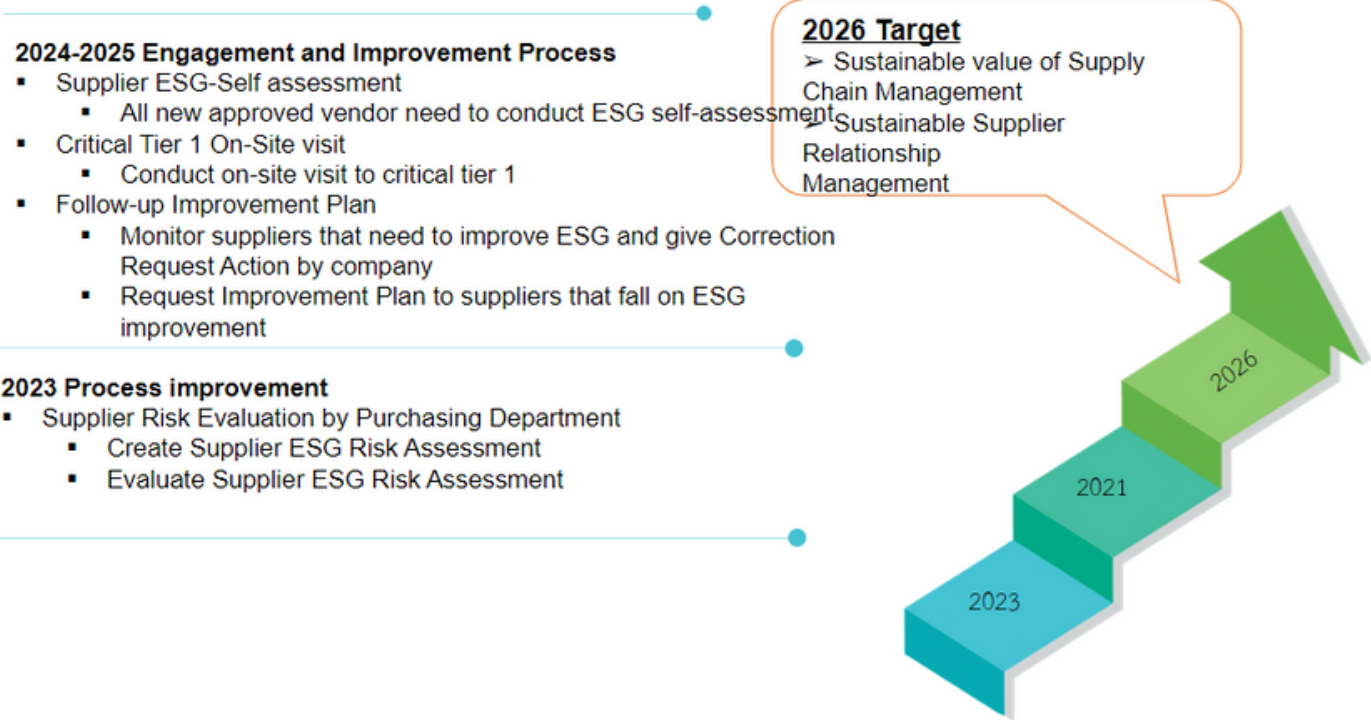 2024-2025 Engagement and Improvement Process
▪ Supplier ESG-Self assessment
▪ All new approved vendor need to conduct ESG self-assessment
▪ Critical Tier 1 On-Site visit
▪ Conduct on-site visit to critical tier 1
▪ Follow-up Improvement Plan
▪ Monitor suppliers that need to improve ESG and give Correction
Request Action by company
▪ Request Improvement Plan to suppliers that fall on ESG
improvement
2023 Process improvement
▪ Supplier Risk Evaluation by Purchasing Department
▪ Create Supplier ESG Risk Assessment
▪ Evaluate Supplier ESG Risk Assessment
2026 Target
➢ Sustainable value of Supply
Chain Management
➢ Sustainable Supplier
Relationship
Management
2026
2021
2023